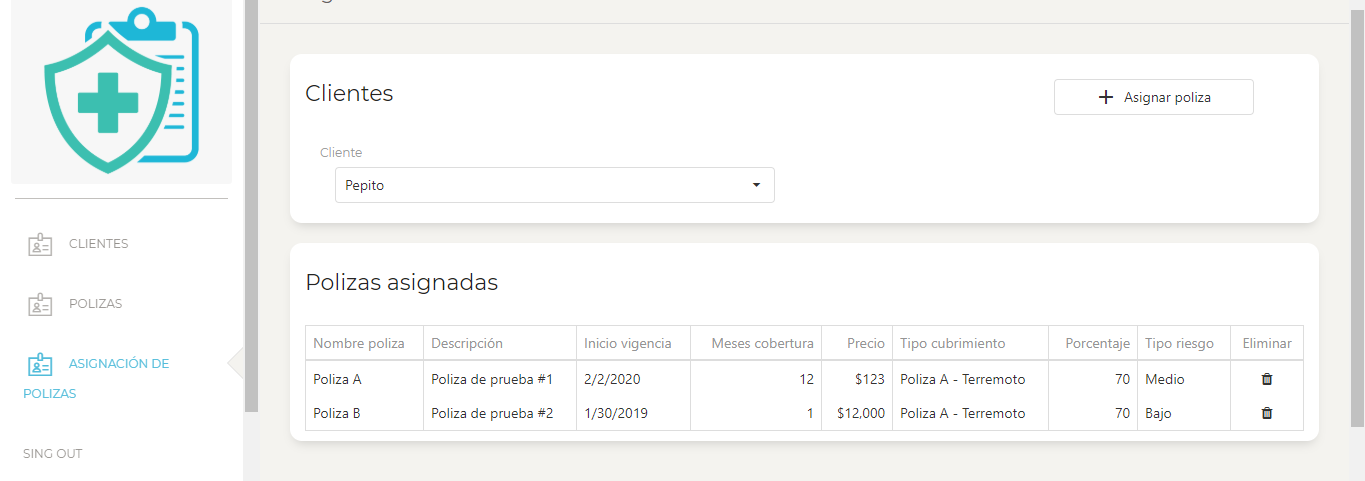 CLIENTES
POLIZAS
ASIGNACIÓN DE
POLIZAS
SING OUT
Clientes
Asignar poliza
Cliente
Pepito
Polizas asignadas
Nombre poliza Descripción Inicio vigencia Meses cobertura Precio Tipo cubrimiento Porcentaje Tipo riesgo Eliminar
Poliza A Poliza de prueba #1 2/2/2020 12 $123 Poliza A - Terremoto 70 Medio
Poliza B Poliza de prueba #2 1/30/2019 1 $12,000 Poliza A - Terremoto 70 Bajo